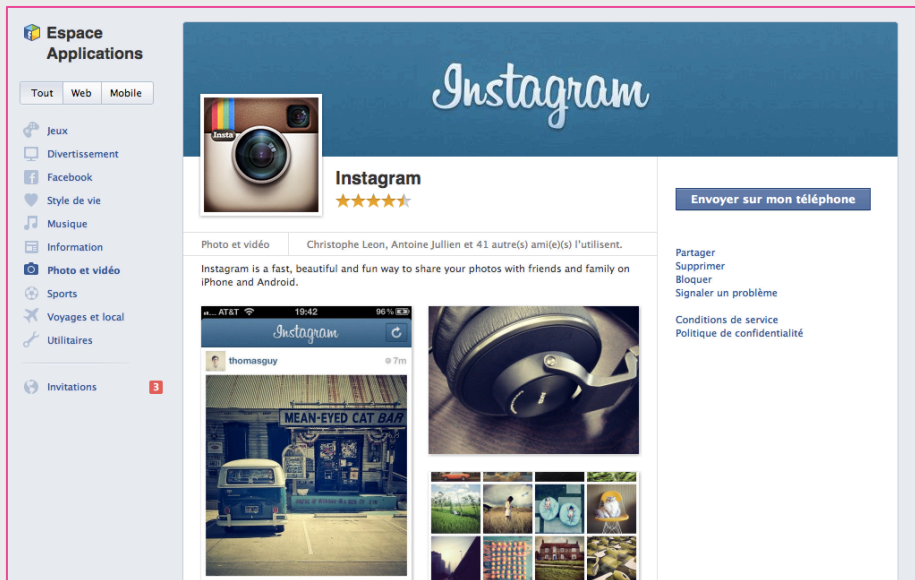 Espace
Applications
Tout Web Mobile
Jeux
Divertissement
Facebook
Style de vie
Musique
Information
Photo et vidéo
Sports
Voyages et local
Utilitaires
Invitations 3
Instagram
Insta
Instagram
Photo et vidéo
Christophe Leon, Antoine Jullien et 41 autre(s) ami(e)(s) l'utilisent.
Instagram is a fast, beautiful and fun way to share your photos with friends and family on
iPhone and Android.
AT&T 19:42 96%
Instagram
thomasguy 7m
MEAN-EYED CAT BAR
AKG
Envoyer sur mon téléphone
Partager
Supprimer
Bloquer
Signaler un problème
Conditions de service
Politique de confidentialité